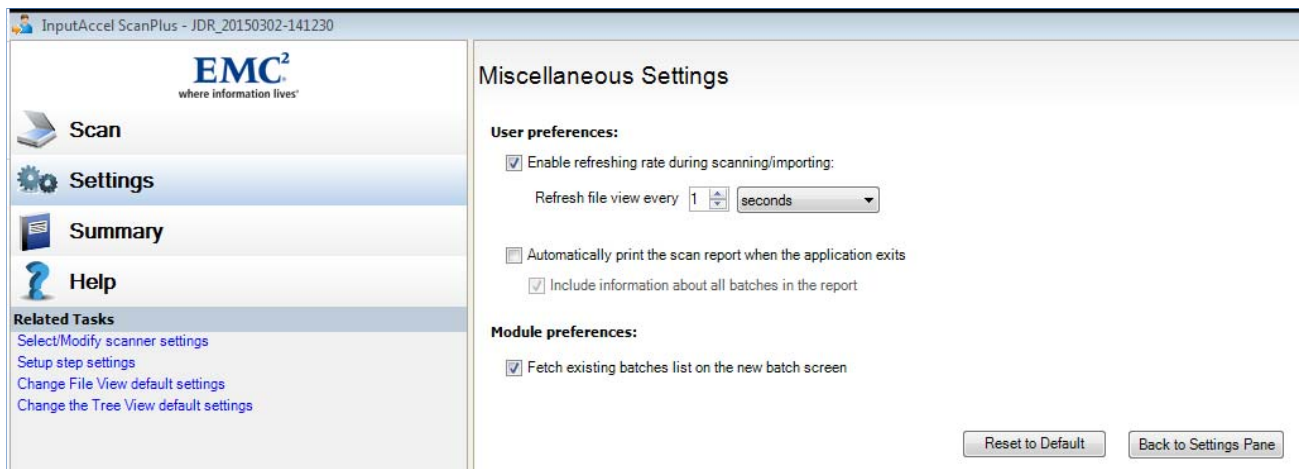 InputAccel ScanPlus - JDR_20150302-141230
EMC²
where information lives®
Scan
Settings
Summary
Help
Related Tasks
Select/Modify scanner settings
Setup step settings
Change File View default settings
Change the Tree View default settings
Miscellaneous Settings
User preferences:
Enable refreshing rate during scanning/importing:
Refresh file view every 1 seconds
Automatically print the scan report when the application exits
Include information about all batches in the report
Module preferences:
Fetch existing batches list on the new batch screen
Reset to Default Back to Settings Pane